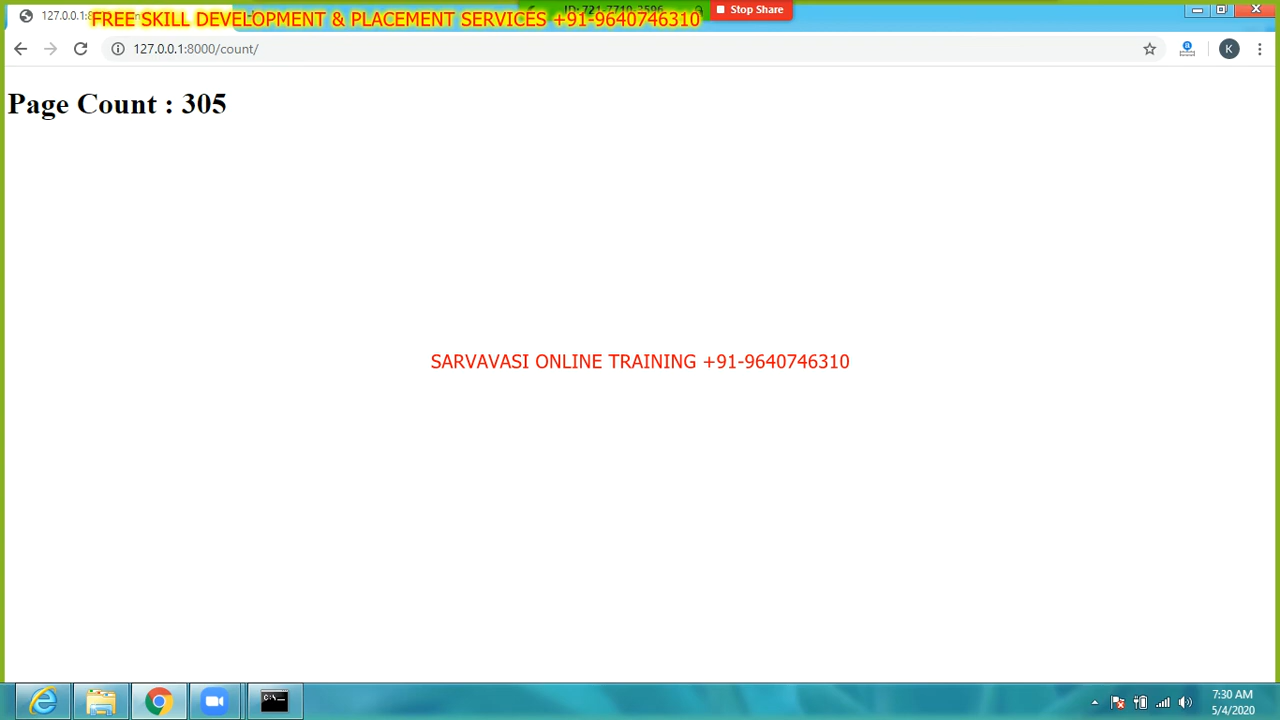 FREE SKILL DEVELOPMENT & PLACEMENT SERVICES +91-9640746310
Stop Share
127.0.0.1:8000/count/
K
Page Count : 305
SARVAVASI ONLINE TRAINING +91-9640746310
7:30 AM
5/4/2020